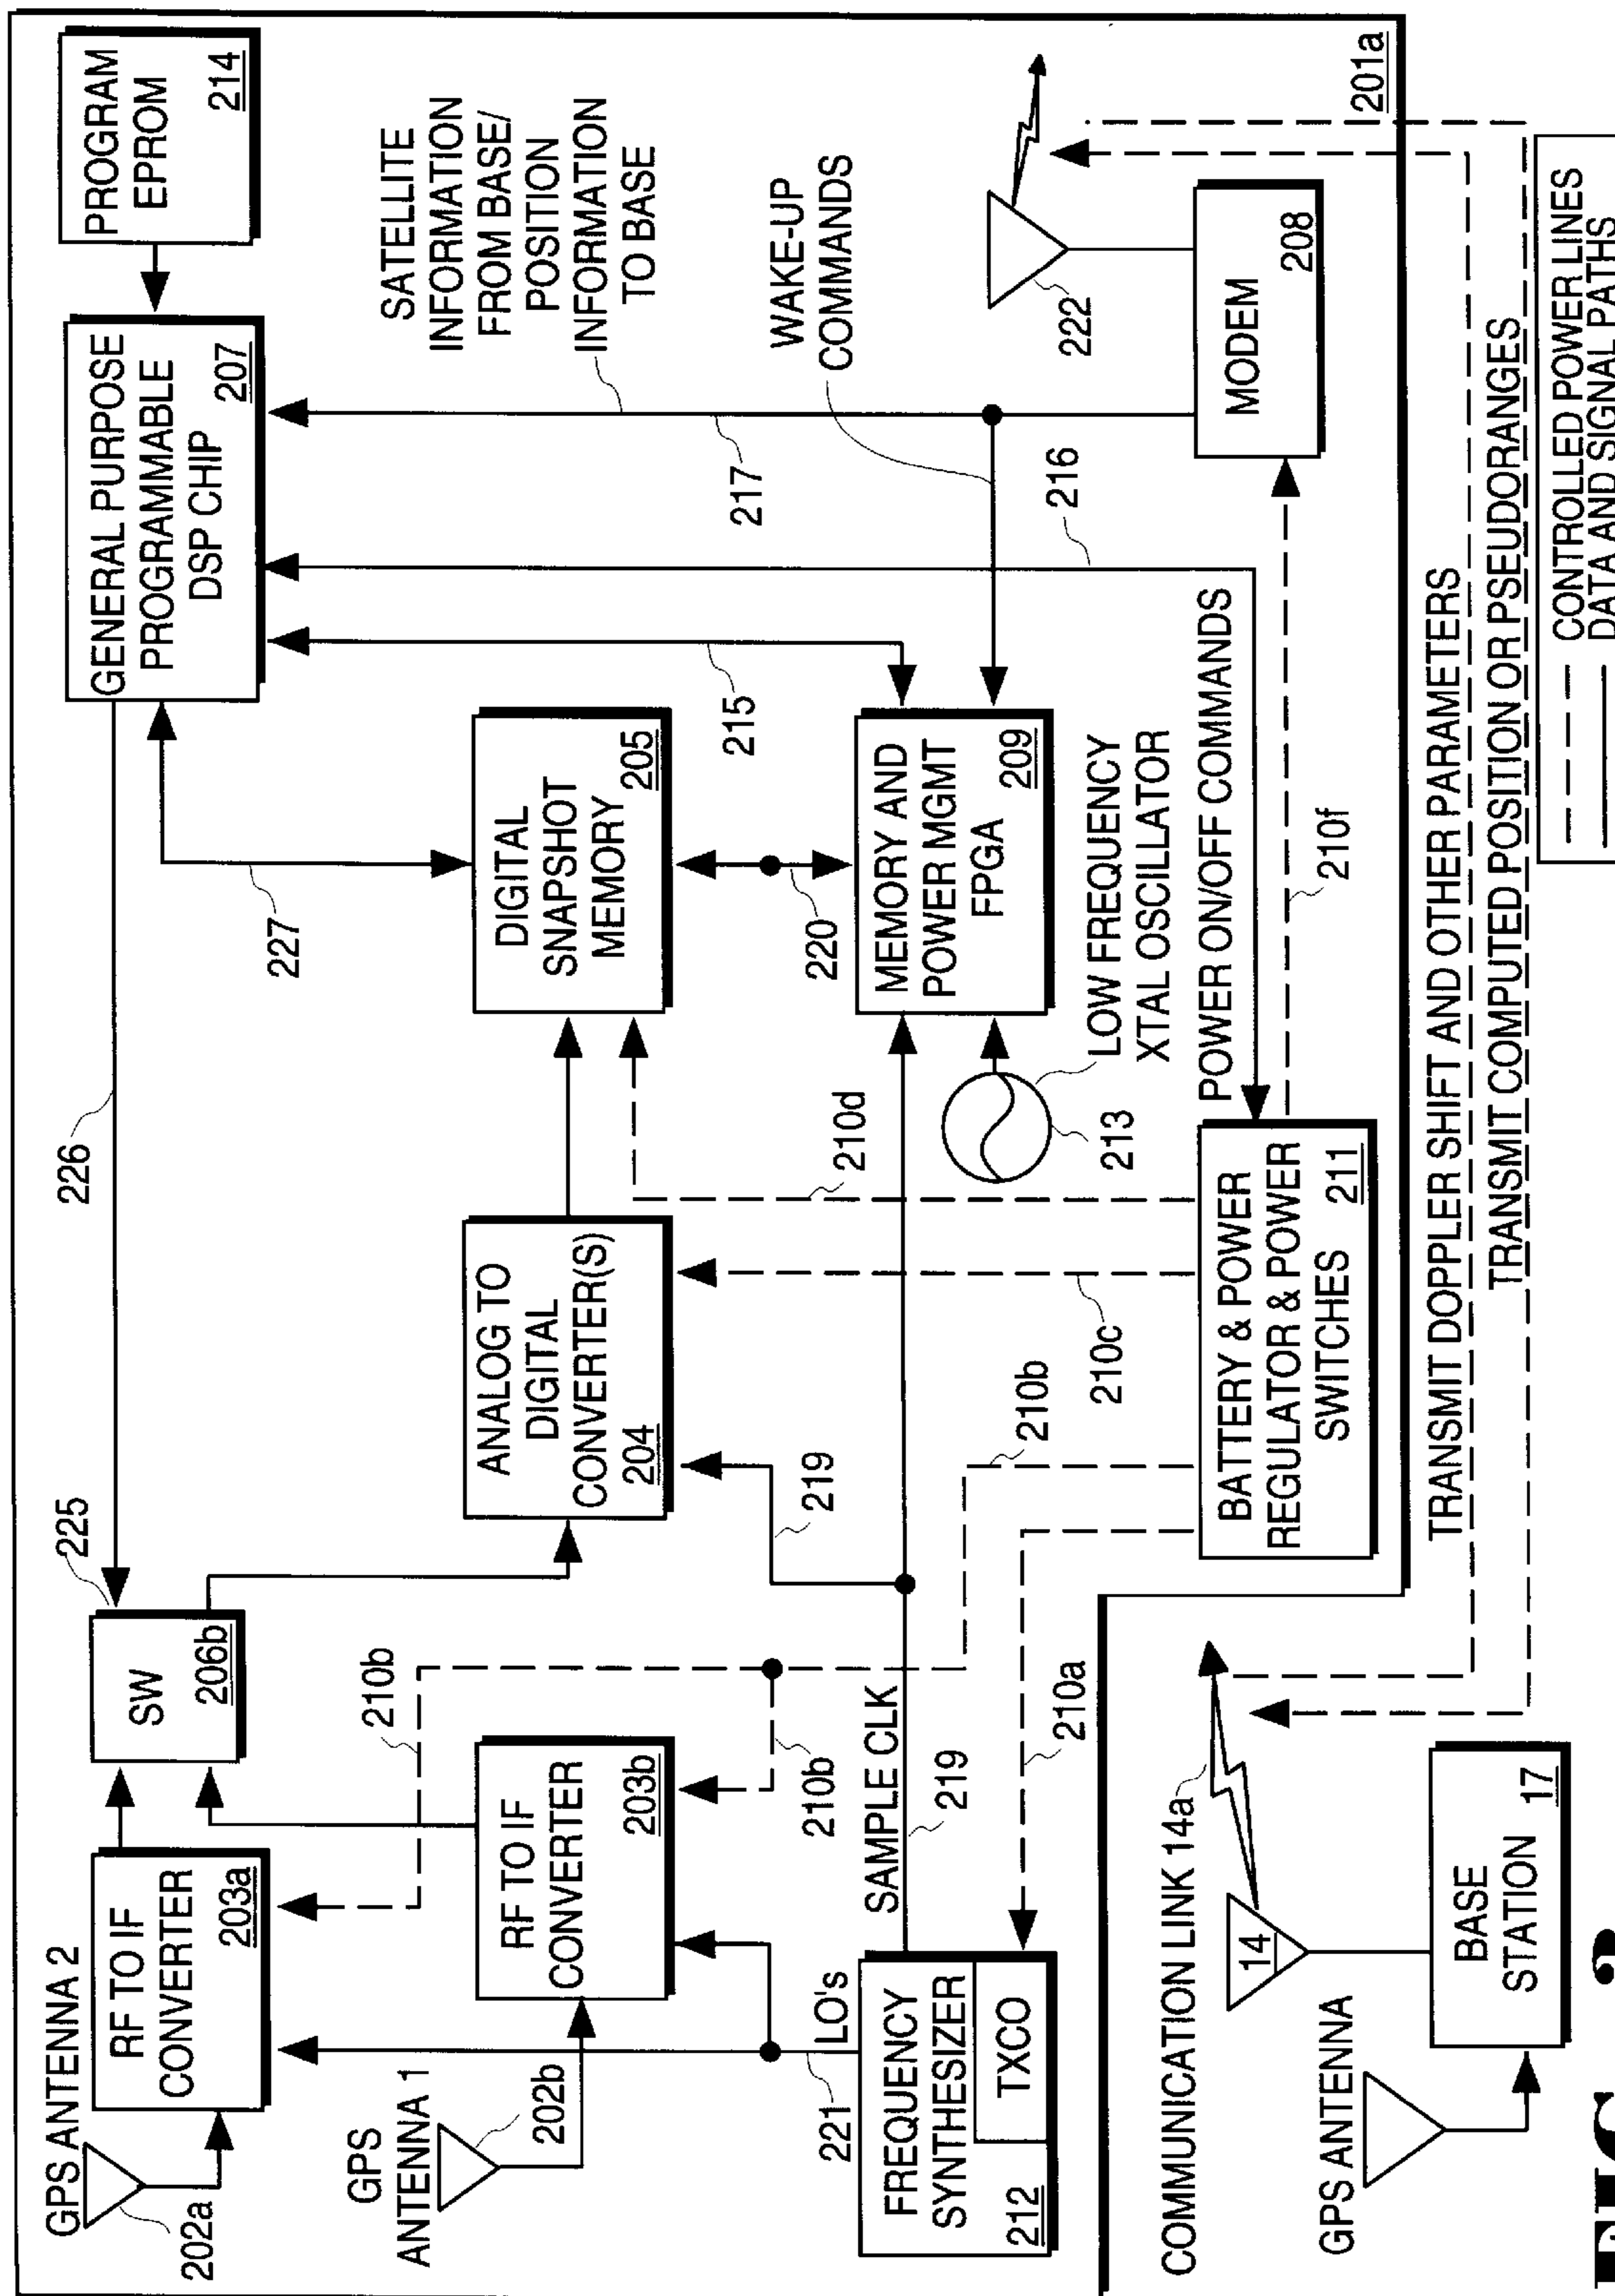 GPS ANTENNA 2
202a
RF TO IF
CONVERTER
203a
SW
206b
225
226
GENERAL PURPOSE
PROGRAMMABLE
DSP CHIP
207
PROGRAM
EPROM
214
227
210b
GPS
ANTENNA 1
202b
RF TO IF
CONVERTER
203b
210b
ANALOG TO
DIGITAL
CONVERTER(S)
204
219
DIGITAL
SNAPSHOT
MEMORY
205
215
217
SATELLITE
INFORMATION
FROM BASE/
POSITION
INFORMATION
TO BASE
WAKE-UP
COMMANDS
221
LO's
SAMPLE CLK
219
210d
220
MEMORY AND
POWER MGMT
FPGA
209
216
FREQUENCY
SYNTHESIZER
TXCO
212
210a
210b
210c
213
LOW FREQUENCY
XTAL OSCILLATOR
222
MODEM
208
BATTERY & POWER
REGULATOR & POWER
SWITCHES
211
POWER ON/OFF COMMANDS
210f
201a
COMMUNICATION LINK 14a
14
GPS ANTENNA
BASE
STATION
17
TRANSMIT DOPPLER SHIFT AND OTHER PARAMETERS
TRANSMIT COMPUTED POSITION OR PSEUDORANGES
CONTROLLED POWER LINES
DATA AND SIGNAL PATHS